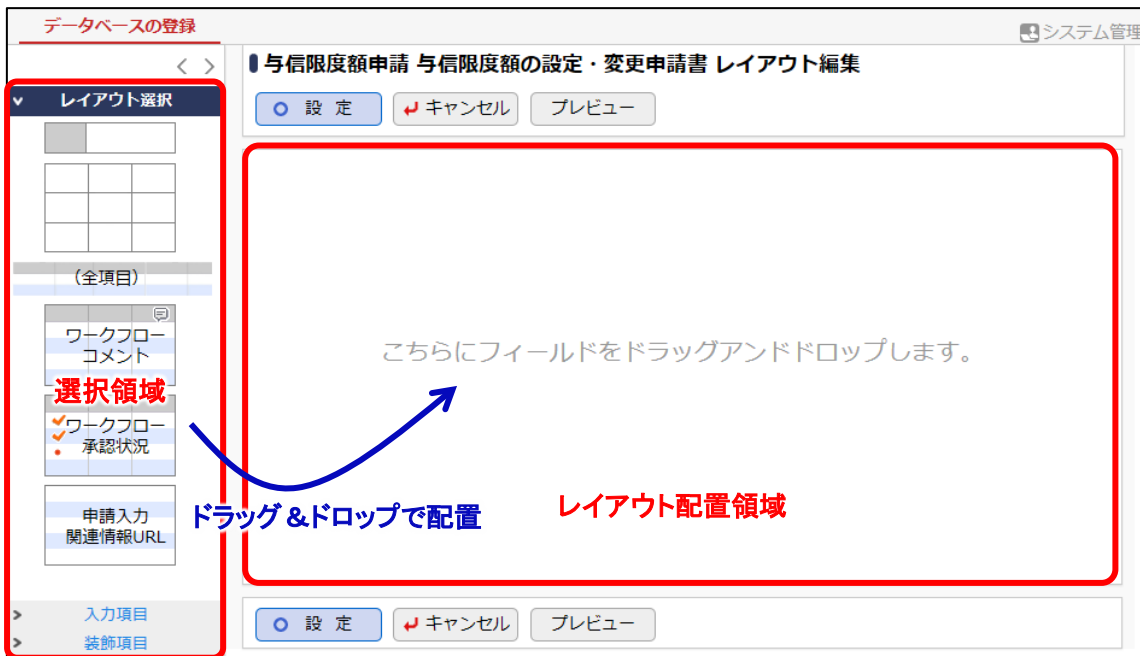 データベースの登録
システム管理
与信限度額申請 与信限度額の設定・変更申請書 レイアウト編集
設 定
キャンセル
プレビュー
レイアウト選択
（全項目）
ワークフロー
コメント
選択領域
ワークフロー
承認状況
申請入力
関連情報URL
入力項目
装飾項目
こちらにフィールドをドラッグアンドドロップします。
ドラッグ＆ドロップで配置
レイアウト配置領域
設 定
キャンセル
プレビュー